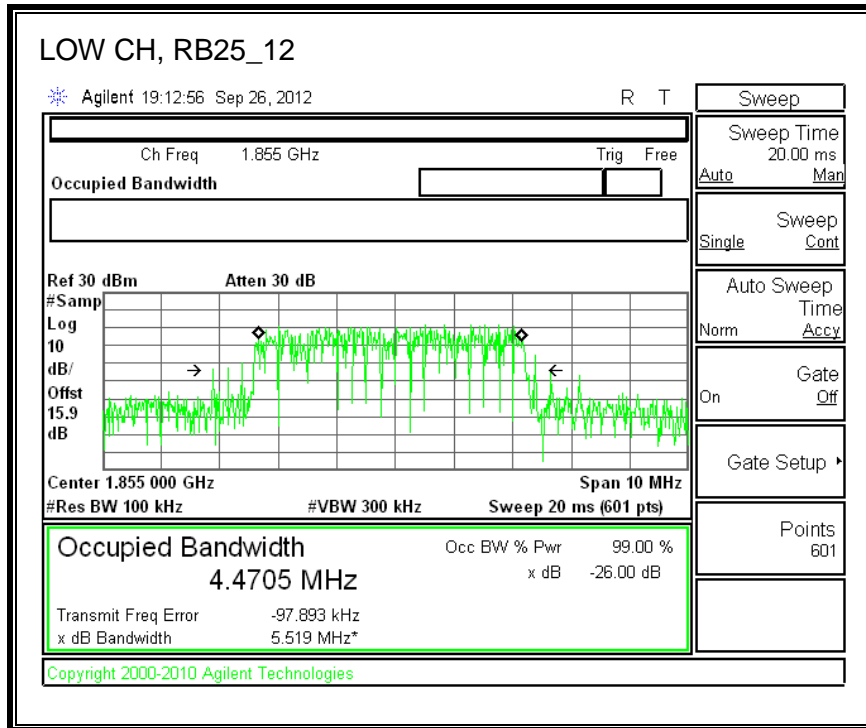 LOW CH, RB25_12
Agilent 19:12:56 Sep 26, 2012 R T
Ch Freq 1.855 GHz Trig Free
Occupied Bandwidth
Ref 30 dBm Atten 30 dB
#Samp
Log
10
dB/
Offst
15.9
dB
Center 1.855 000 GHz Span 10 MHz
#Res BW 100 kHz #VBW 300 kHz Sweep 20 ms (601 pts)
Occupied Bandwidth
4.4705 MHz
Occ BW % Pwr 99.00 %
x dB -26.00 dB
Transmit Freq Error -97.893 kHz
x dB Bandwidth 5.519 MHz*
Copyright 2000-2010 Agilent Technologies
Sweep
Sweep Time
20.00 ms
Auto Man
Sweep
Single Cont
Auto Sweep
Time
Norm Accy
Gate
On Off
Gate Setup
Points
601